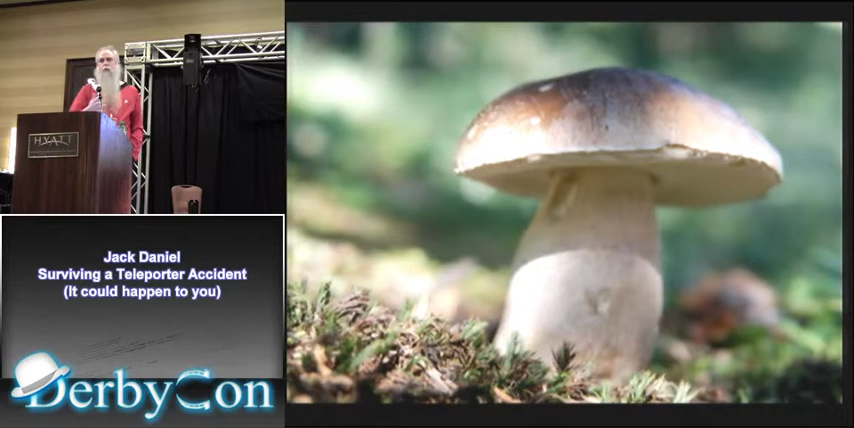 HYATT
Jack Daniel
Surviving a Teleporter Accident
(It could happen to you)
DerbyCon